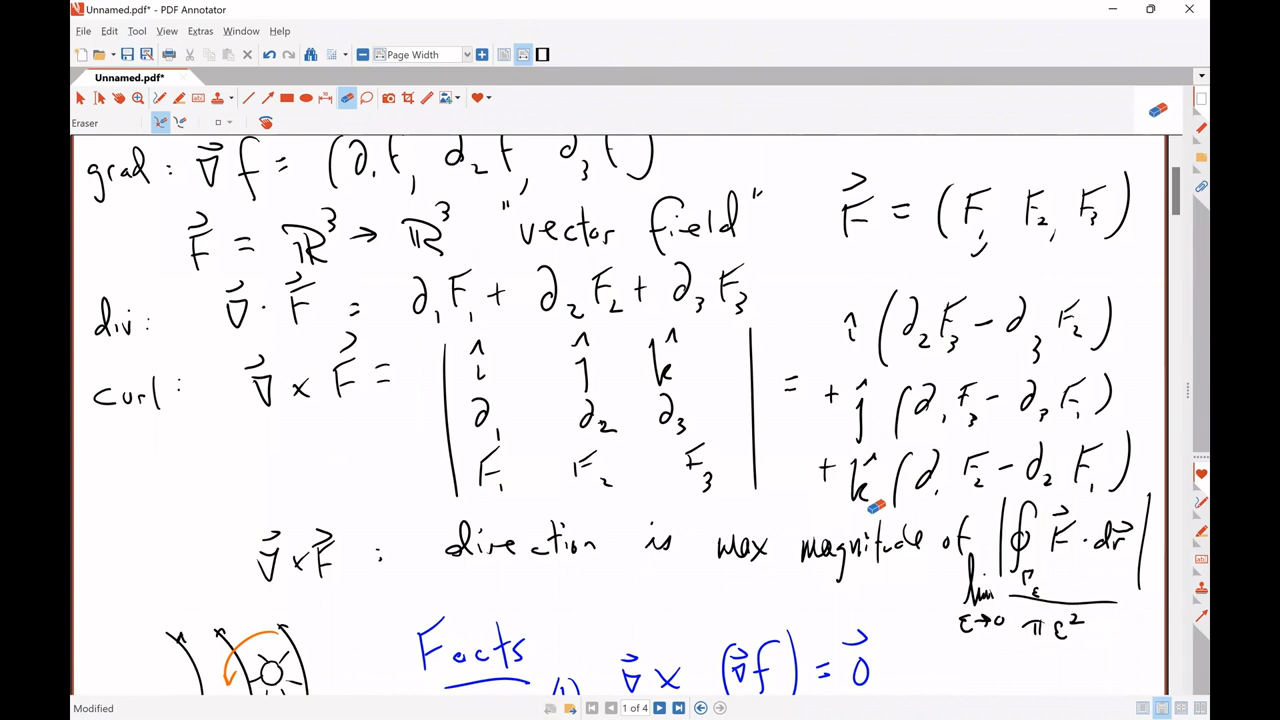 Unnamed.pdf* - PDF Annotator
File Edit Tool View Extras Window Help
Page Width
Unnamed.pdf*
Eraser
grad: ∇⃗f = (∂₁f, ∂₂f, ∂₃f)
F⃗ = ℝ³ → ℝ³ "vector field" F⃗ = (F₁, F₂, F₃)
div: ∇⃗ · F⃗ = ∂₁F₁ + ∂₂F₂ + ∂₃F₃
curl: ∇⃗ × F⃗ = | î ĵ k̂ | = î (∂₂F₃ - ∂₃F₂)
| ∂₁ ∂₂ ∂₃ | + ĵ (∂₁F₃ - ∂₃F₁)
| F₁ F₂ F₃ | + k̂ (∂₁F₂ - ∂₂F₁)
∇⃗ × F⃗ : direction is max magnitude of |∮ F⃗ · dr⃗|
lim Γε
ε→0 πε²
Facts
(1) ∇⃗ × (∇⃗f) = 0⃗
Modified 1 of 4